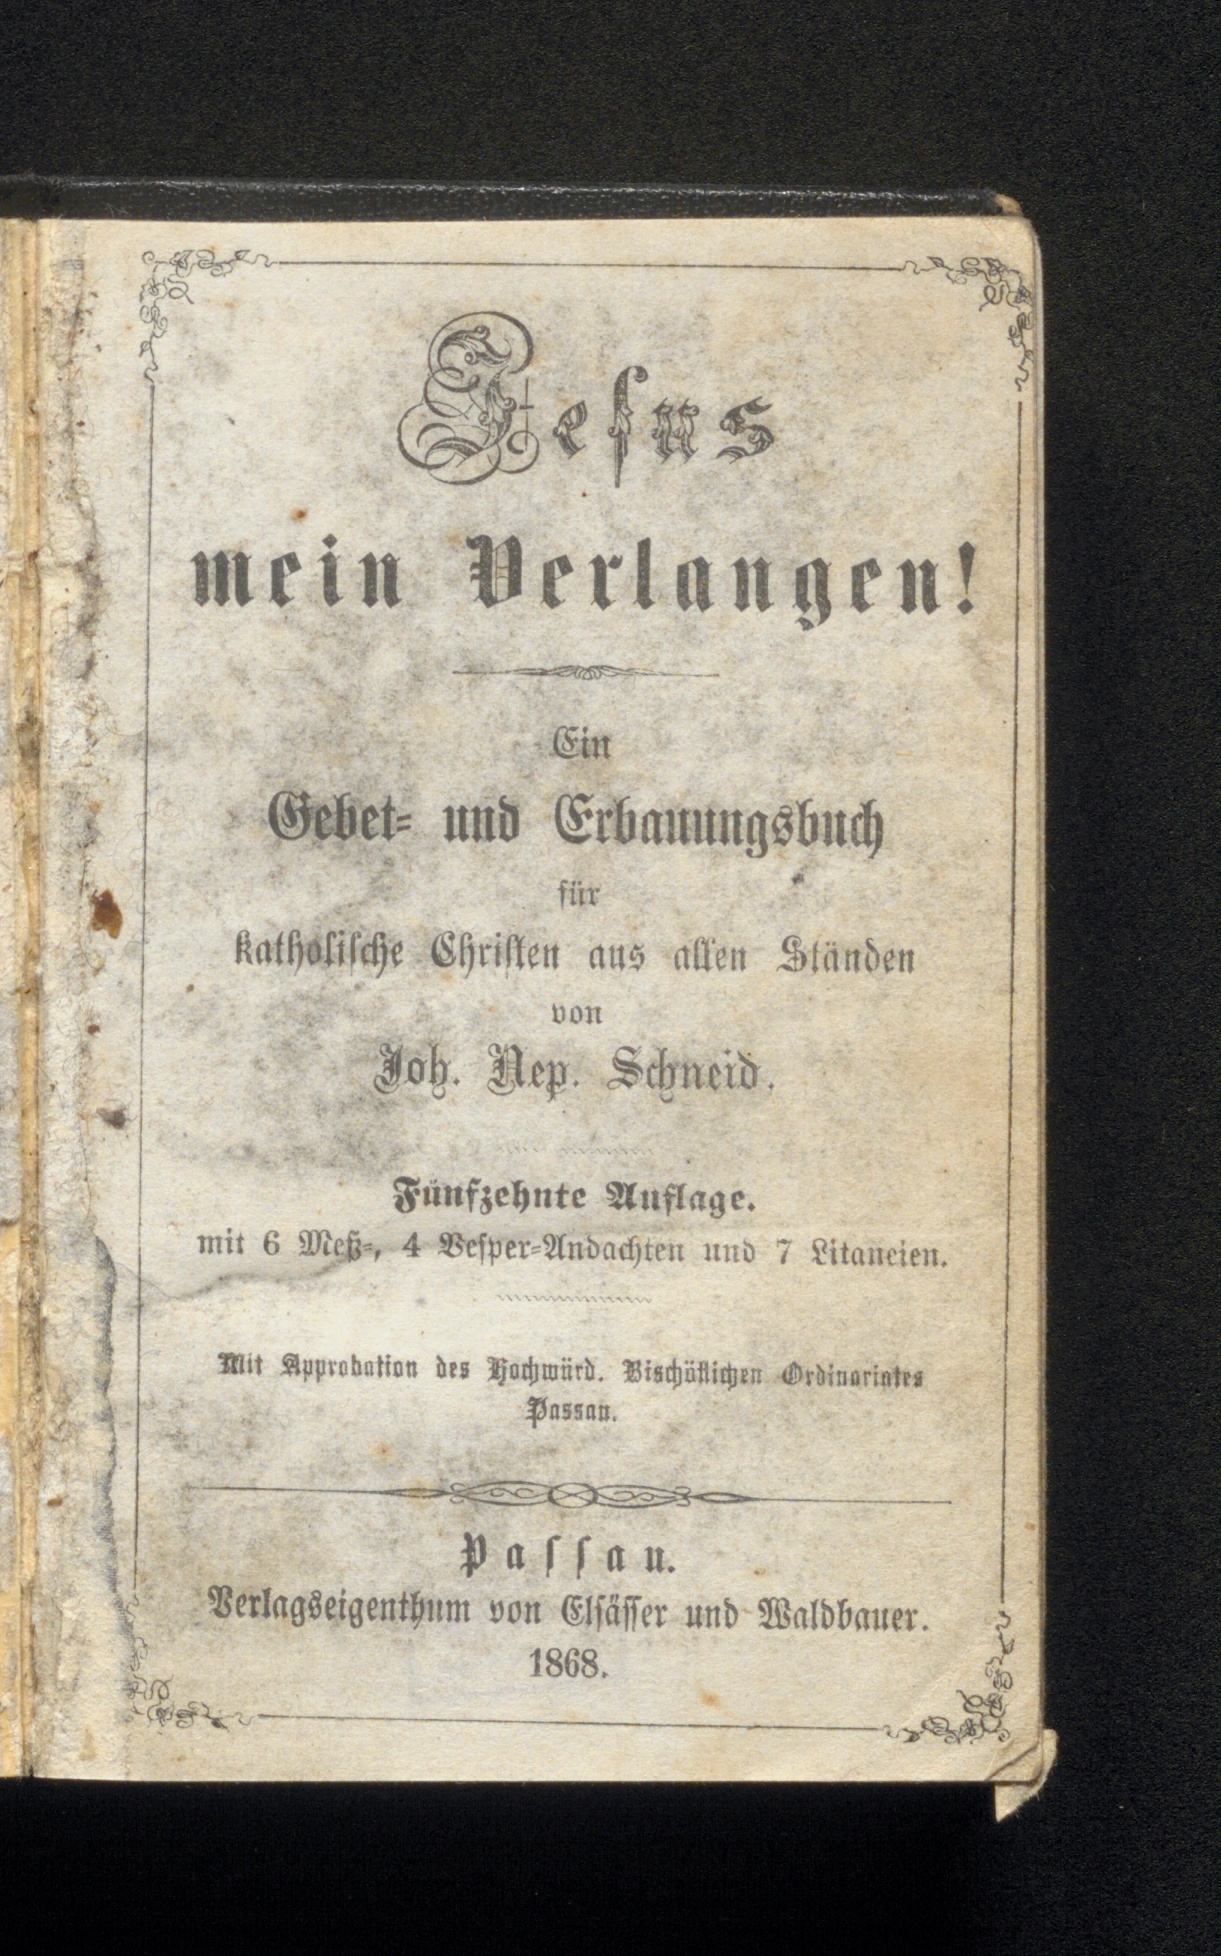 Jesus
mein Verlangen!
Ein
Gebet- und Erbauungsbuch
für
katholische Christen aus allen Ständen
von
Joh. Nep. Schneid.
Fünfzehnte Auflage.
mit 6 Meß-, 4 Vesper-Andachten und 7 Litaneien.
Mit Approbation des Hochwürd. Bischöflichen Ordinariates
Passau.
Passau.
Verlagseigenthum von Elsässer und Waldbauer.
1868.